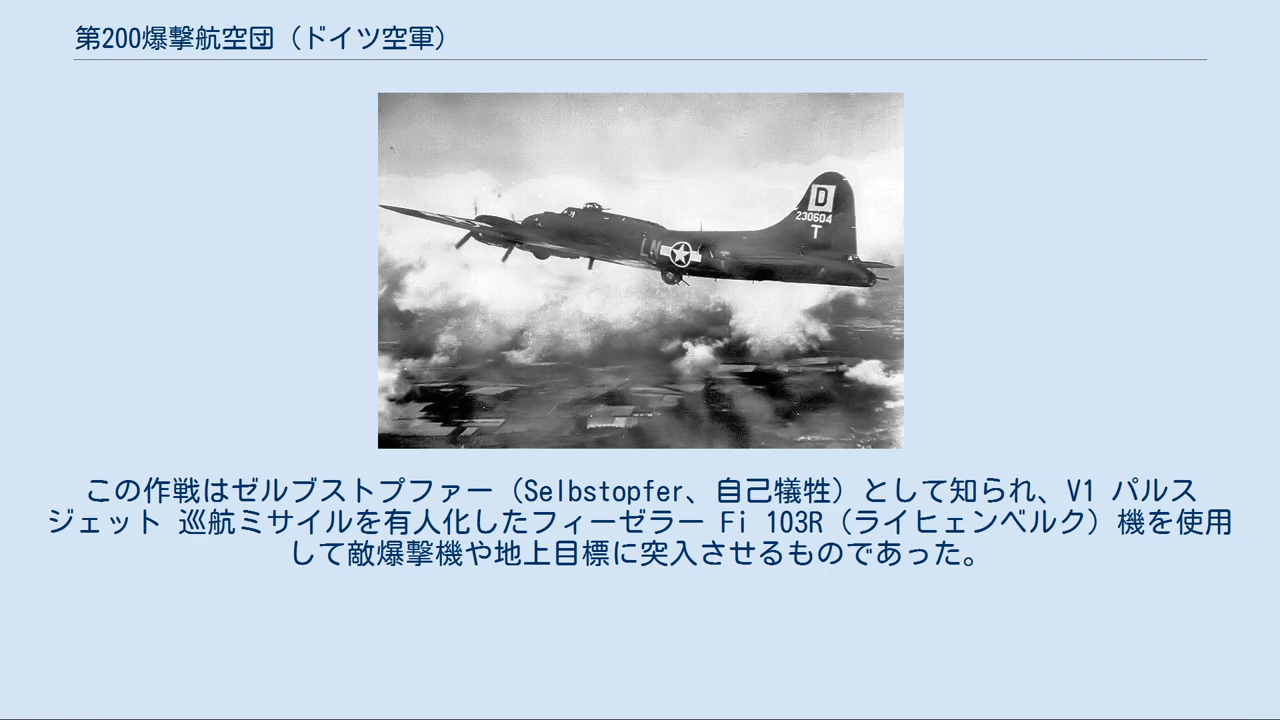 第200爆撃航空団（ドイツ空軍）
D
230604
T
LN
この作戦はゼルブストプファー（Selbstopfer、自己犠牲）として知られ、V1 パルス
ジェット 巡航ミサイルを有人化したフィーゼラー Fi 103R（ライヒェンベルク）機を使用
して敵爆撃機や地上目標に突入させるものであった。